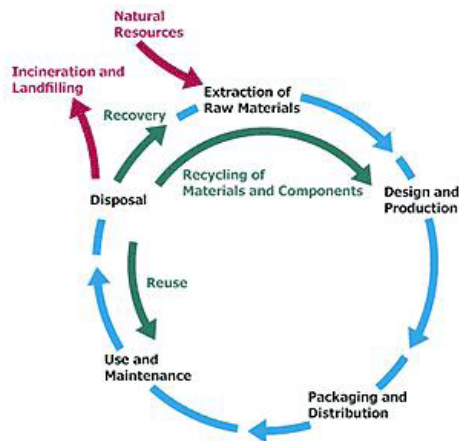 Natural
Resources
Incineration and
Landfilling
Extraction of
Raw Materials
Recovery
Recycling of
Materials and Components
Disposal
Design and
Production
Reuse
Use and
Maintenance
Packaging and
Distribution